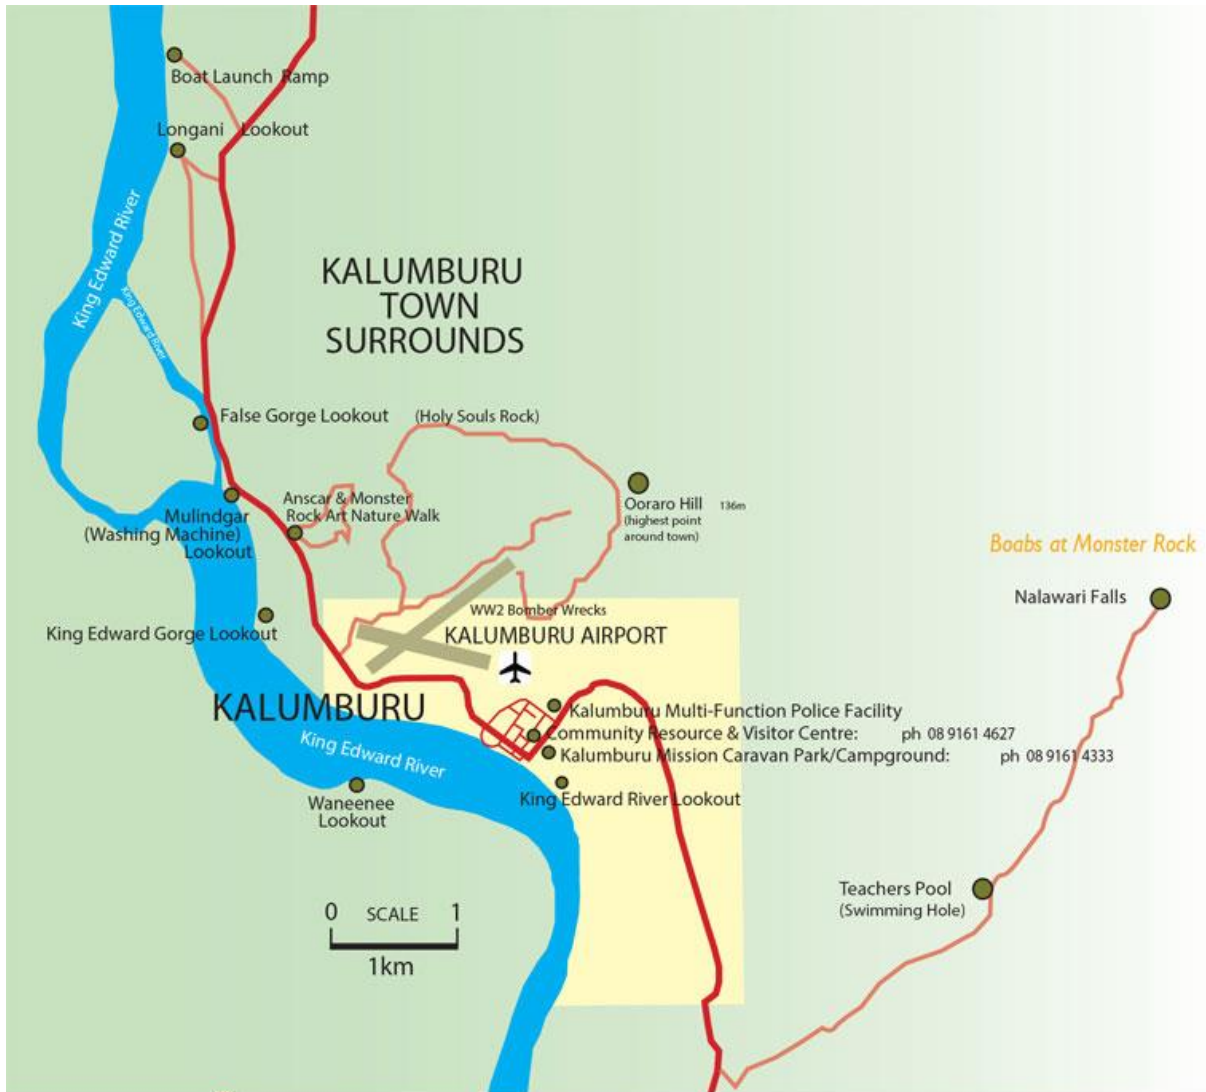 Boat Launch Ramp
Longani Lookout
King Edward River
King Edward River
KALUMBURU
TOWN
SURROUNDS
False Gorge Lookout
(Holy Souls Rock)
Anscar & Monster
Rock Art Nature Walk
Mulindgar
(Washing Machine)
Lookout
Ooraro Hill 136m
(highest point
around town)
Boabs at Monster Rock
Nalawari Falls
King Edward Gorge Lookout
WW2 Bomber Wrecks
KALUMBURU AIRPORT
KALUMBURU
Kalumburu Multi-Function Police Facility
Community Resource & Visitor Centre: ph 08 9161 4627
Kalumburu Mission Caravan Park/Campground: ph 08 9161 4333
King Edward River
King Edward River Lookout
Waneenee
Lookout
Teachers Pool
(Swimming Hole)
0 SCALE 1
1km